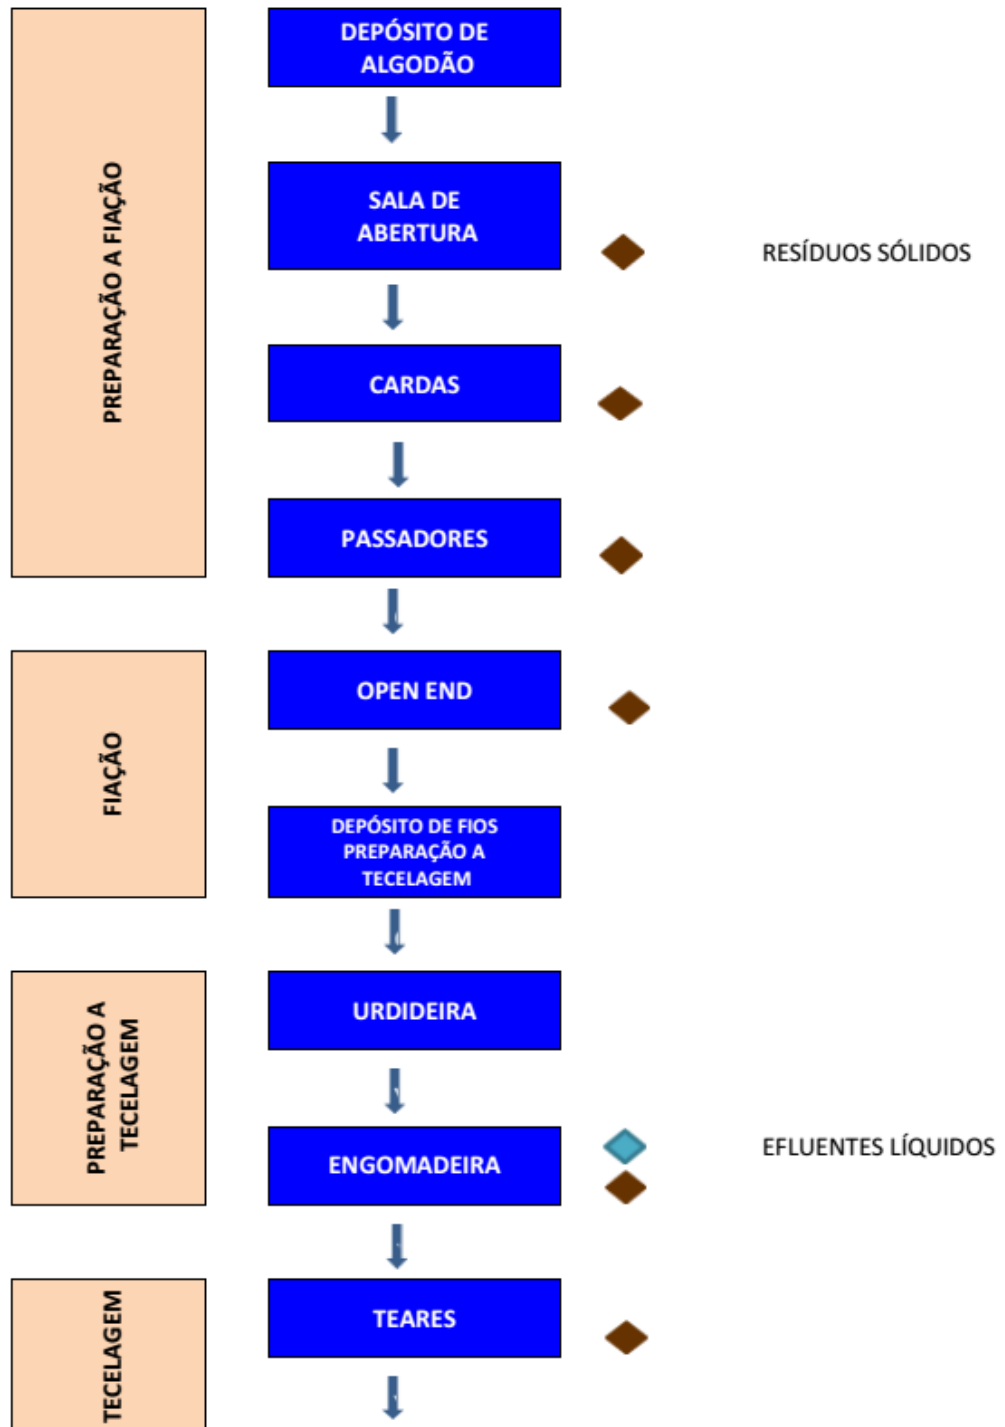 DEPÓSITO DE
ALGODÃO
PREPARAÇÃO A FIAÇÃO
SALA DE
ABERTURA
RESÍDUOS SÓLIDOS
CARDAS
PASSADORES
FIAÇÃO
OPEN END
DEPÓSITO DE FIOS
PREPARAÇÃO A
TECELAGEM
PREPARAÇÃO A
TECELAGEM
URDIDEIRA
ENGOMADEIRA
EFLUENTES LÍQUIDOS
TECELAGEM
TEARES